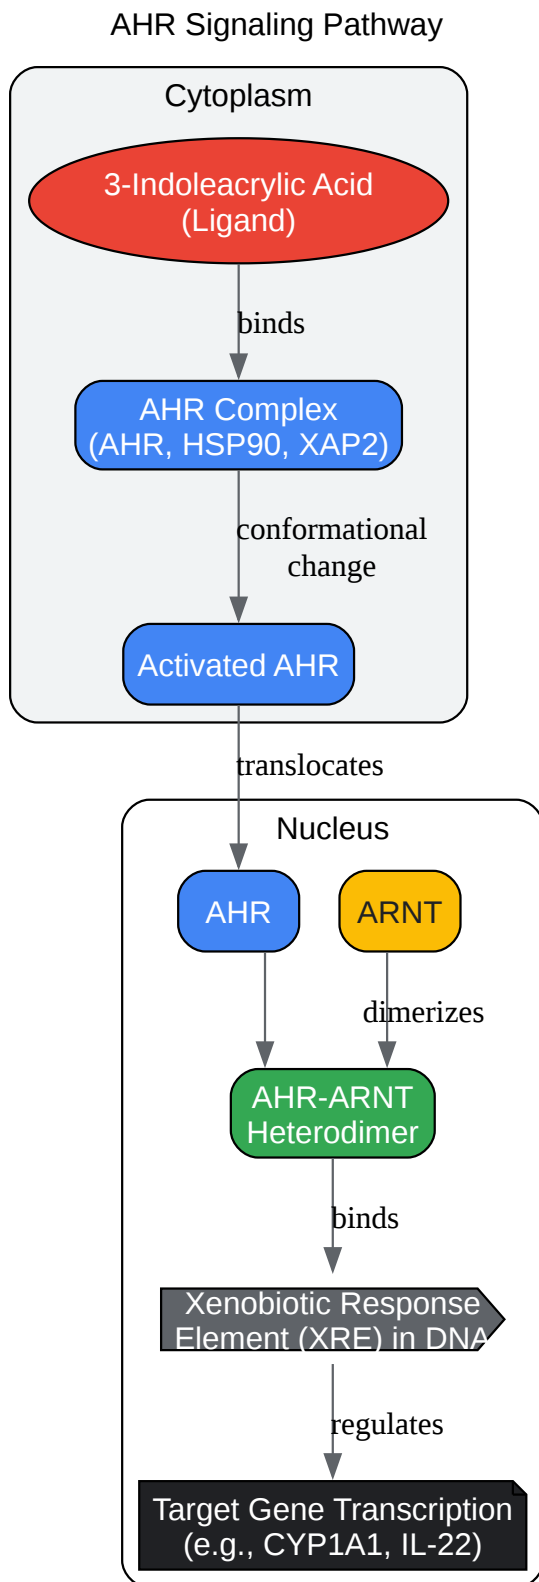 AHR Signaling Pathway
Cytoplasm
3-Indoleacrylic Acid
(Ligand)
binds
AHR Complex
(AHR, HSP90, XAP2)
conformational
change
Activated AHR
translocates
Nucleus
AHR
ARNT
dimerizes
AHR-ARNT
Heterodimer
binds
Xenobiotic Response
Element (XRE) in DNA
regulates
Target Gene Transcription
(e.g., CYP1A1, IL-22)